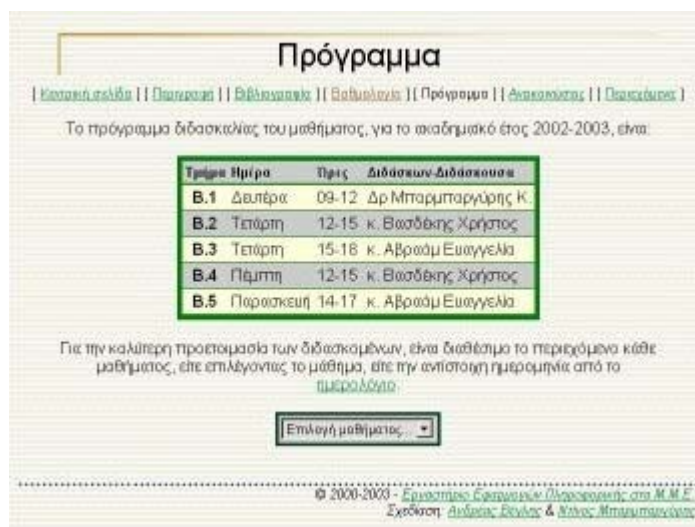 Πρόγραμμα
[ Κεντρική σελίδα ] [ Περιγραφή ] [ Βιβλιογραφία ] [ Βαθμολογία ] [ Πρόγραμμα ] [ Ανακοινώσεις ] [ Περιεχόμενα ]
Το πρόγραμμα διδασκαλίας του μαθήματος, για το ακαδημαϊκό έτος 2002-2003, είναι:
Τμήμα Ημέρα Ώρες Διδάσκων-Διδάσκουσα
Β.1 Δευτέρα 09-12 Δρ Μπαρμπαργύρης Κ.
Β.2 Τετάρτη 12-15 κ. Βασδέκης Χρήστος
Β.3 Τετάρτη 15-18 κ. Αβραάμ Ευαγγελία
Β.4 Πέμπτη 12-15 κ. Βασδέκης Χρήστος
Β.5 Παρασκευή 14-17 κ. Αβραάμ Ευαγγελία
Για την καλύτερη προετοιμασία των διδασκομένων, είναι διαθέσιμο το περιεχόμενο κάθε
μαθήματος, είτε επιλέγοντας το μάθημα, είτε την αντίστοιχη ημερομηνία από το
ημερολόγιο.
Επιλογή μαθήματος...
© 2000-2003 - Εργαστήριο Εφαρμογών Πληροφορικής στα Μ.Μ.Ε.
Σχεδίαση: Ανδρέας Βέγλης & Ντίνος